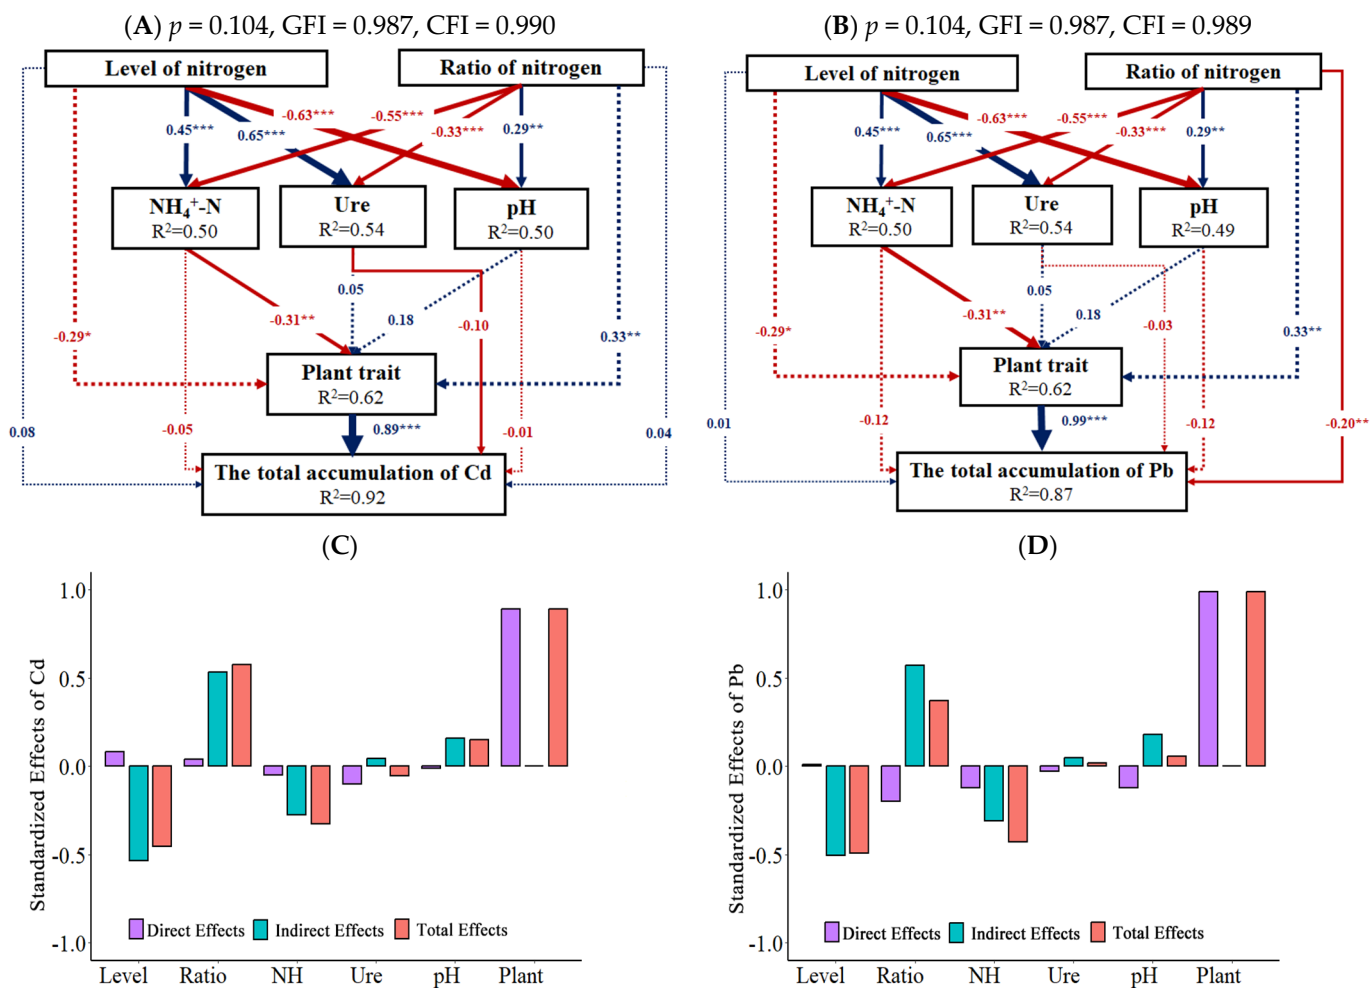 (A) p = 0.104, GFI = 0.987, CFI = 0.990
Level of nitrogen
Ratio of nitrogen
-0.63***
-0.55***
0.45***
0.65***
-0.33***
0.29**
NH₄⁺-N
R²=0.50
Ure
R²=0.54
pH
R²=0.50
0.05
-0.31**
0.18
-0.10
-0.29*
0.33**
Plant trait
R²=0.62
0.08
-0.05
0.89***
-0.01
0.04
The total accumulation of Cd
R²=0.92
(B) p = 0.104, GFI = 0.987, CFI = 0.989
Level of nitrogen
Ratio of nitrogen
-0.63***
-0.55***
0.45***
0.65***
-0.33***
0.29**
NH₄⁺-N
R²=0.50
Ure
R²=0.54
pH
R²=0.49
0.05
-0.31**
0.18
-0.03
-0.29*
0.33**
Plant trait
R²=0.62
0.01
-0.12
0.99***
-0.12
-0.20**
The total accumulation of Pb
R²=0.87
(C)
Standardized Effects of Cd
1.0
0.5
0.0
-0.5
-1.0
Direct Effects
Indirect Effects
Total Effects
Level
Ratio
NH
Ure
pH
Plant
(D)
Standardized Effects of Pb
1.0
0.5
0.0
-0.5
-1.0
Direct Effects
Indirect Effects
Total Effects
Level
Ratio
NH
Ure
pH
Plant